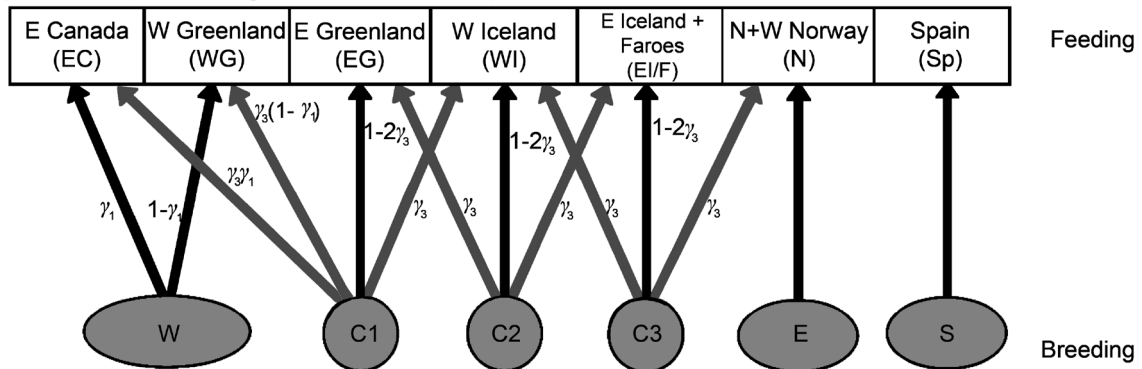 E Canada
(EC)
W Greenland
(WG)
E Greenland
(EG)
W Iceland
(WI)
E Iceland +
Faroes
(EI/F)
N+W Norway
(N)
Spain
(Sp)
Feeding
γ₃(1- γ₁)
1-2γ₃
1-2γ₃
1-2γ₃
γ₃γ₁
γ₁
1-γ₁
γ₃
γ₃
γ₃
γ₃
γ₃
W
C1
C2
C3
E
S
Breeding